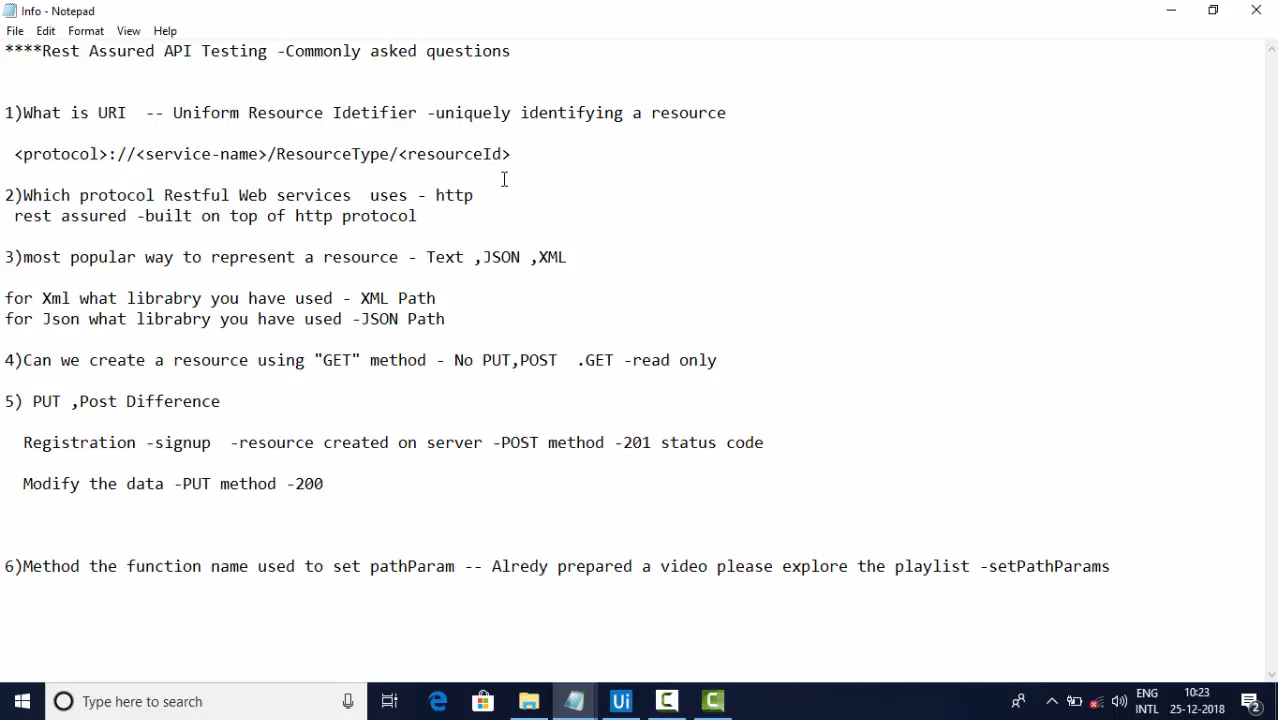 Info - Notepad
File Edit Format View Help
****Rest Assured API Testing -Commonly asked questions
1)What is URI -- Uniform Resource Idetifier -uniquely identifying a resource
<protocol>://<service-name>/ResourceType/<resourceId>
2)Which protocol Restful Web services uses - http
rest assured -built on top of http protocol
3)most popular way to represent a resource - Text ,JSON ,XML
for Xml what librabry you have used - XML Path
for Json what librabry you have used -JSON Path
4)Can we create a resource using "GET" method - No PUT,POST .GET -read only
5) PUT ,Post Difference
Registration -signup -resource created on server -POST method -201 status code
Modify the data -PUT method -200
6)Method the function name used to set pathParam -- Alredy prepared a video please explore the playlist -setPathParams
Type here to search
Ui
ENG
INTL
10:23
25-12-2018
2